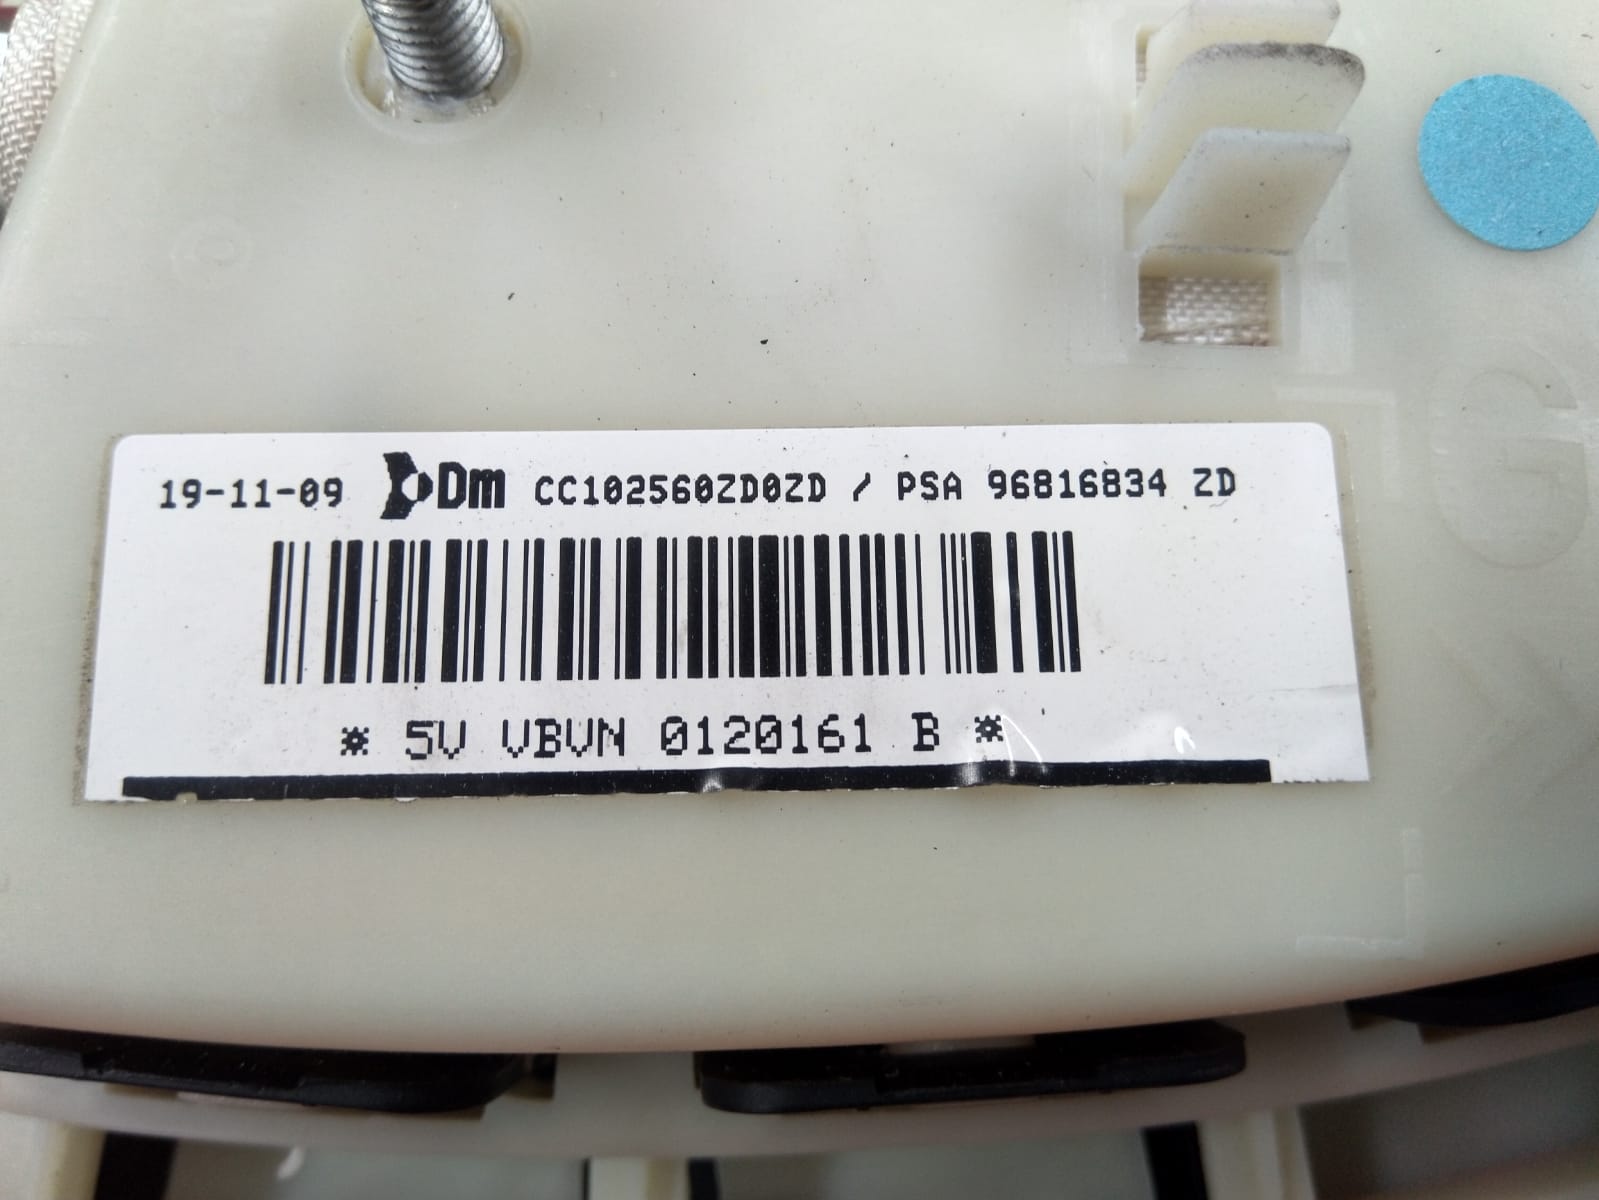 19-11-09 Dm CC102560ZD0ZD / PSA 96816834 ZD
* 5V VBVN 0120161 B *
G